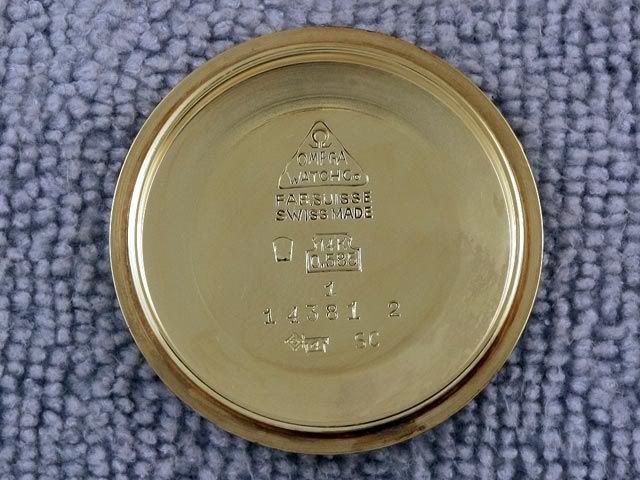 Ω
OMEGA
WATCH Co
FAB. SUISSE
SWISS MADE
14K
0.585
1
14381 2
SC